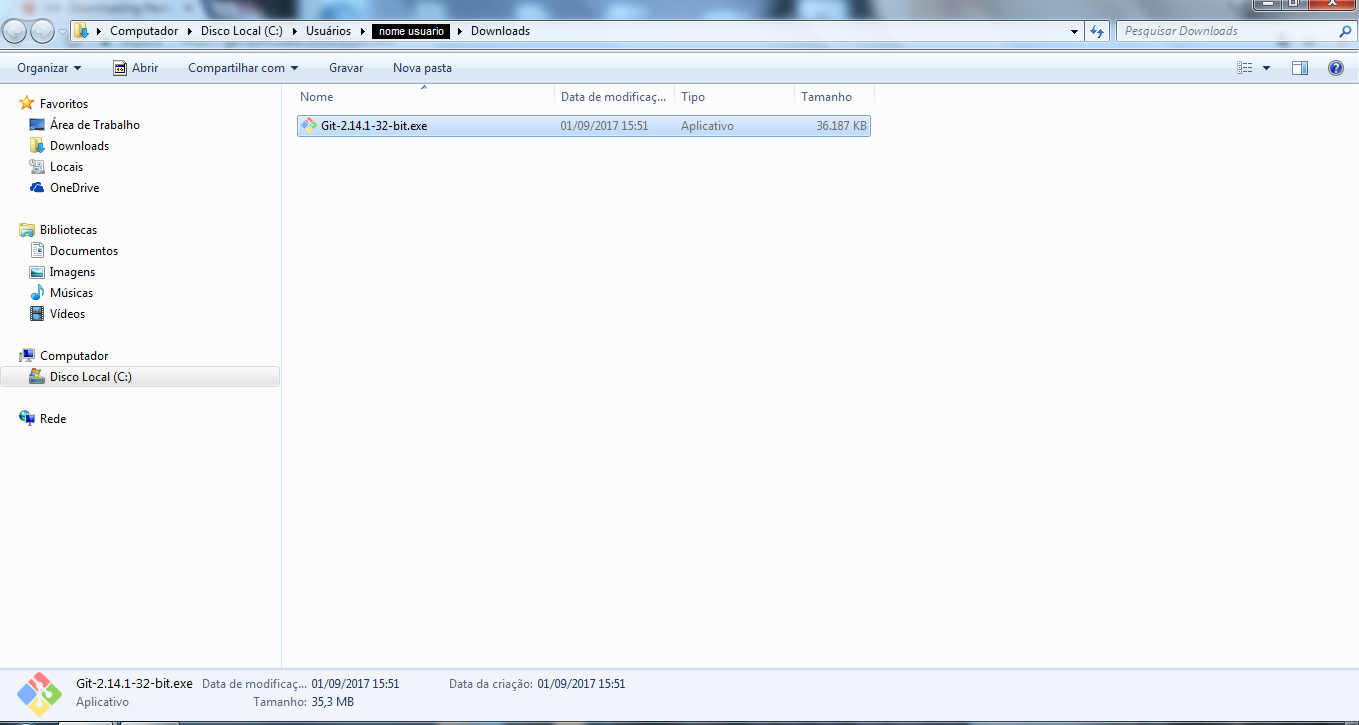 Computador Disco Local (C:) Usuários nome usuario Downloads Pesquisar Downloads
Organizar Abrir Compartilhar com Gravar Nova pasta
Nome Data de modificaç... Tipo Tamanho
Git-2.14.1-32-bit.exe 01/09/2017 15:51 Aplicativo 36.187 KB
Favoritos
Área de Trabalho
Downloads
Locais
OneDrive
Bibliotecas
Documentos
Imagens
Músicas
Vídeos
Computador
Disco Local (C:)
Rede
Git-2.14.1-32-bit.exe Data de modificaç... 01/09/2017 15:51 Data da criação: 01/09/2017 15:51
Aplicativo Tamanho: 35,3 MB